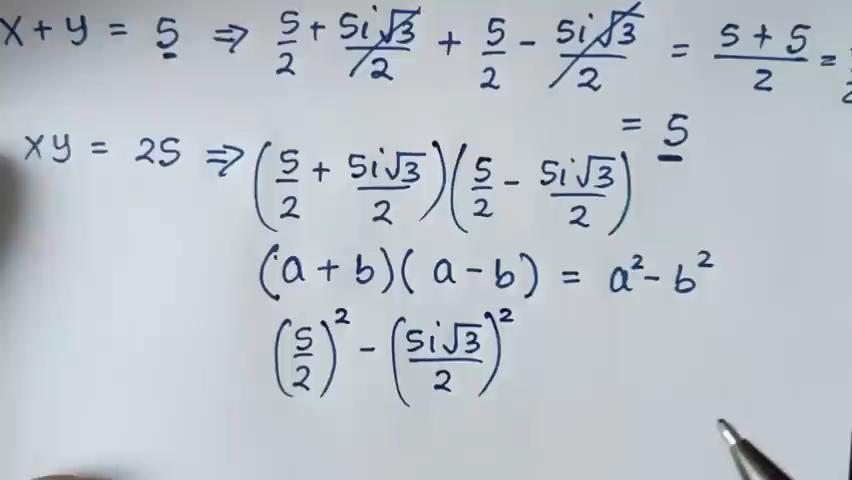 x + y = 5 ⇒ 5/2 + 5i√3/2 + 5/2 - 5i√3/2 = 5 + 5/2 =
= 5
xy = 25 ⇒ (5/2 + 5i√3/2)(5/2 - 5i√3/2)
(a + b)(a - b) = a² - b²
(5/2)² - (5i√3/2)²